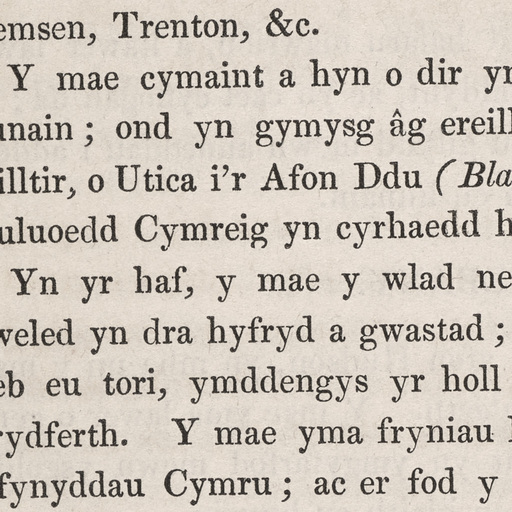 emsen, Trenton, &c.
Y mae cymaint a hyn o dir yr
unain; ond yn gymysg âg ereill
illtir, o Utica i'r Afon Ddu (Bla
uluoedd Cymreig yn cyrhaedd h
Yn yr haf, y mae y wlad ne
weled yn dra hyfryd a gwastad;
eb eu tori, ymddengys yr holl
rydferth. Y mae yma fryniau
fynyddau Cymru; ac er fod y